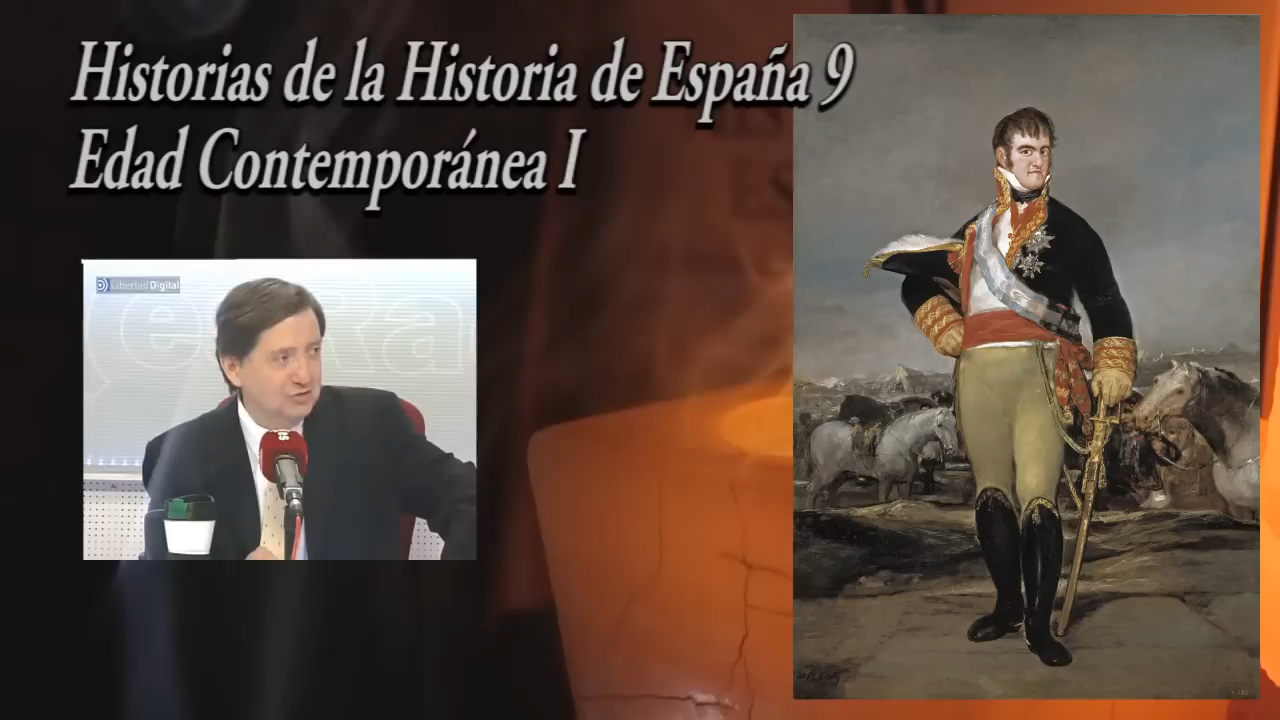 Historias de la Historia de España 9
Edad Contemporánea I
Libertad Digital